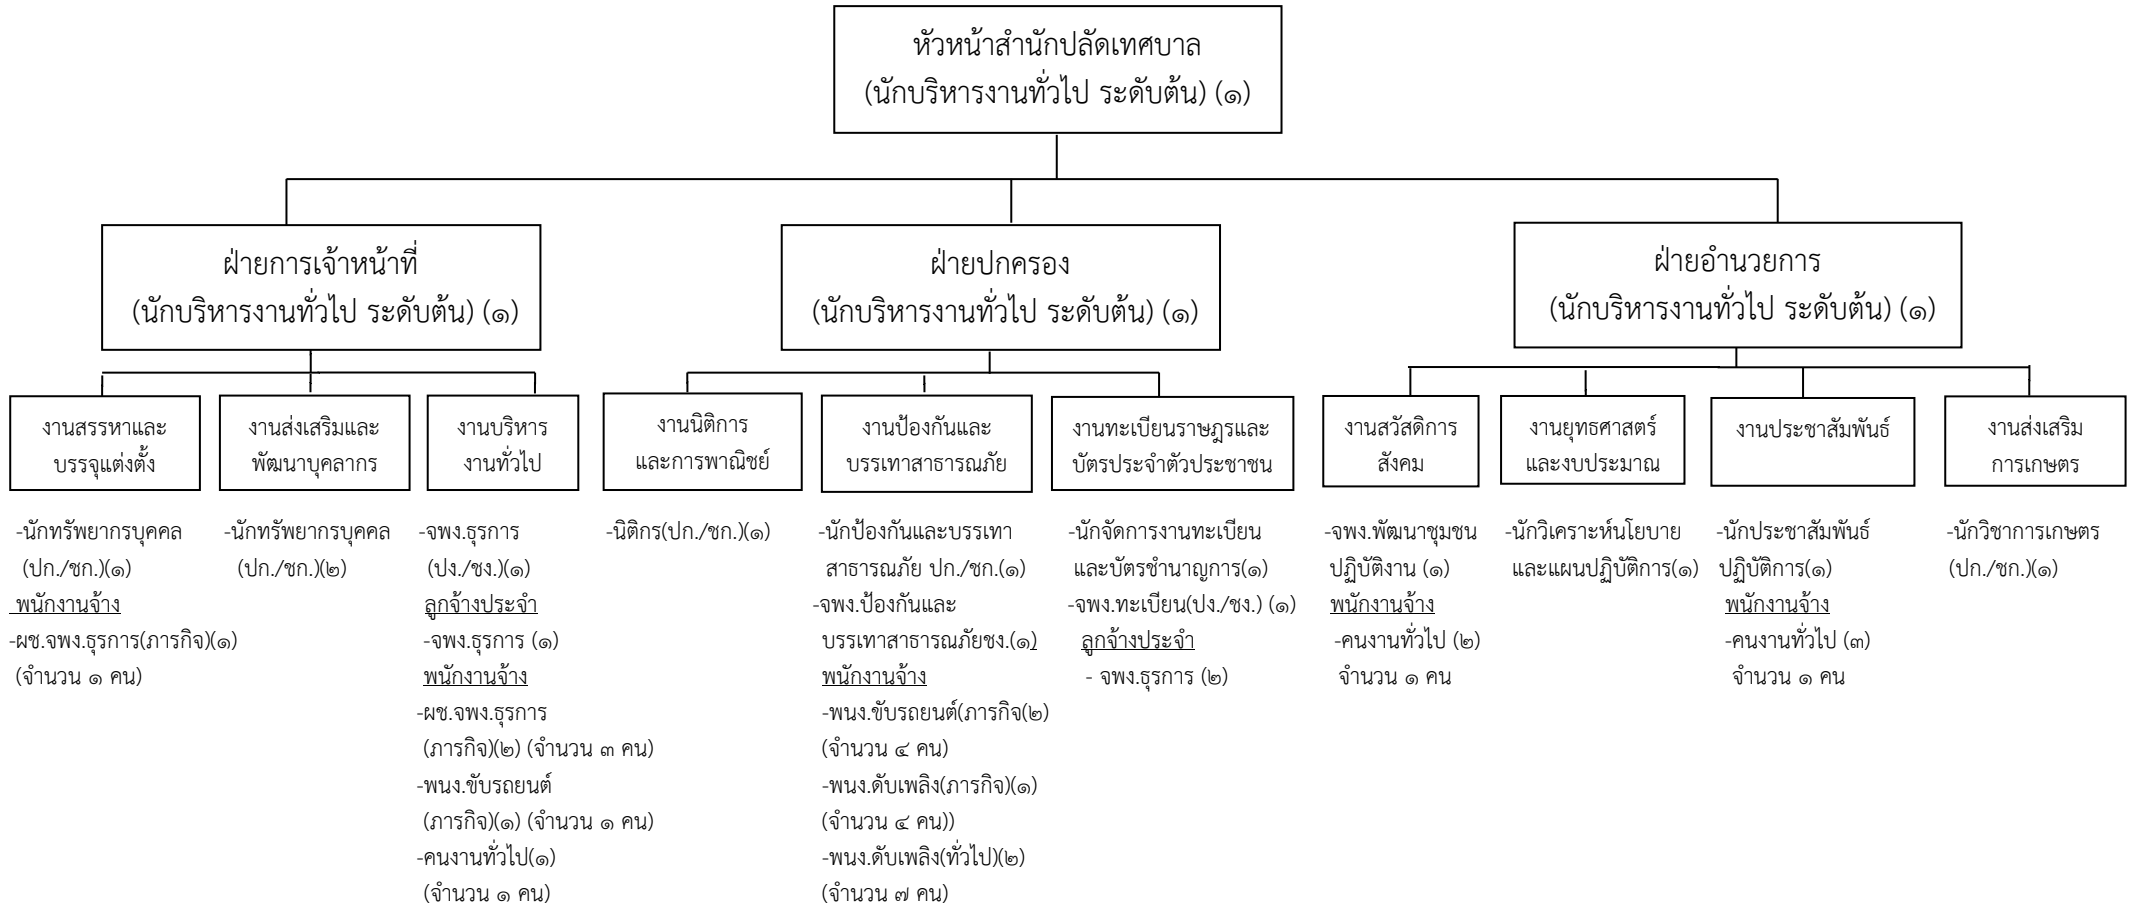 หัวหน้าสำนักปลัดเทศบาล
(นักบริหารงานทั่วไป ระดับต้น) (๑)
ฝ่ายการเจ้าหน้าที่
(นักบริหารงานทั่วไป ระดับต้น) (๑)
ฝ่ายปกครอง
(นักบริหารงานทั่วไป ระดับต้น) (๑)
ฝ่ายอำนวยการ
(นักบริหารงานทั่วไป ระดับต้น) (๑)
งานสรรหาและ
บรรจุแต่งตั้ง
งานส่งเสริมและ
พัฒนาบุคลากร
งานบริหาร
งานทั่วไป
งานนิติการ
และการพาณิชย์
งานป้องกันและ
บรรเทาสาธารณภัย
งานทะเบียนราษฎรและ
บัตรประจำตัวประชาชน
งานสวัสดิการ
สังคม
งานยุทธศาสตร์
และงบประมาณ
งานประชาสัมพันธ์
งานส่งเสริม
การเกษตร
-นักทรัพยากรบุคคล
(ปก./ชก.)(๑)
พนักงานจ้าง
-ผช.จพง.ธุรการ(ภารกิจ)(๑)
(จำนวน ๑ คน)
-นักทรัพยากรบุคคล
(ปก./ชก.)(๒)
-จพง.ธุรการ
(ปง./ชง.)(๑)
ลูกจ้างประจำ
-จพง.ธุรการ (๑)
พนักงานจ้าง
-ผช.จพง.ธุรการ
(ภารกิจ)(๒) (จำนวน ๓ คน)
-พนง.ขับรถยนต์
(ภารกิจ)(๑) (จำนวน ๑ คน)
-คนงานทั่วไป(๑)
(จำนวน ๑ คน)
-นิติกร(ปก./ชก.)(๑)
-นักป้องกันและบรรเทา
สาธารณภัย ปก./ชก.(๑)
-จพง.ป้องกันและ
บรรเทาสาธารณภัยชง.(๑)
พนักงานจ้าง
-พนง.ขับรถยนต์(ภารกิจ(๒)
(จำนวน ๔ คน)
-พนง.ดับเพลิง(ภารกิจ)(๑)
(จำนวน ๔ คน))
-พนง.ดับเพลิง(ทั่วไป)(๒)
(จำนวน ๗ คน)
-นักจัดการงานทะเบียน
และบัตรชำนาญการ(๑)
-จพง.ทะเบียน(ปง./ชง.) (๑)
ลูกจ้างประจำ
- จพง.ธุรการ (๒)
-จพง.พัฒนาชุมชน
ปฏิบัติงาน (๑)
พนักงานจ้าง
-คนงานทั่วไป (๒)
จำนวน ๑ คน
-นักวิเคราะห์นโยบาย
และแผนปฏิบัติการ(๑)
-นักประชาสัมพันธ์
ปฏิบัติการ(๑)
พนักงานจ้าง
-คนงานทั่วไป (๓)
จำนวน ๑ คน
-นักวิชาการเกษตร
(ปก./ชก.)(๑)